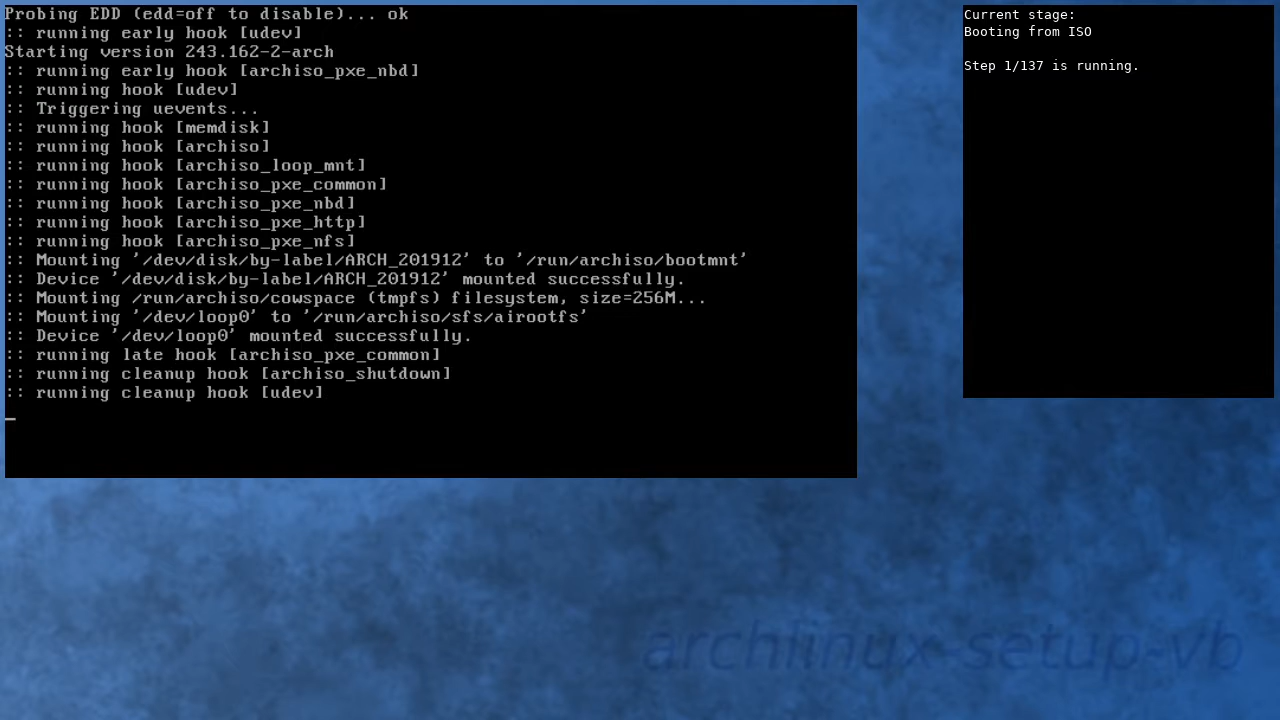 Probing EDD (edd=off to disable)... ok
:: running early hook [udev]
Starting version 243.162-2-arch
:: running early hook [archiso_pxe_nbd]
:: running hook [udev]
:: Triggering uevents...
:: running hook [memdisk]
:: running hook [archiso]
:: running hook [archiso_loop_mnt]
:: running hook [archiso_pxe_common]
:: running hook [archiso_pxe_nbd]
:: running hook [archiso_pxe_http]
:: running hook [archiso_pxe_nfs]
:: Mounting '/dev/disk/by-label/ARCH_201912' to '/run/archiso/bootmnt'
:: Device '/dev/disk/by-label/ARCH_201912' mounted successfully.
:: Mounting /run/archiso/cowspace (tmpfs) filesystem, size=256M...
:: Mounting '/dev/loop0' to '/run/archiso/sfs/airootfs'
:: Device '/dev/loop0' mounted successfully.
:: running late hook [archiso_pxe_common]
:: running cleanup hook [archiso_shutdown]
:: running cleanup hook [udev]
_
Current stage:
Booting from ISO
Step 1/137 is running.
archlinux-setup-vb